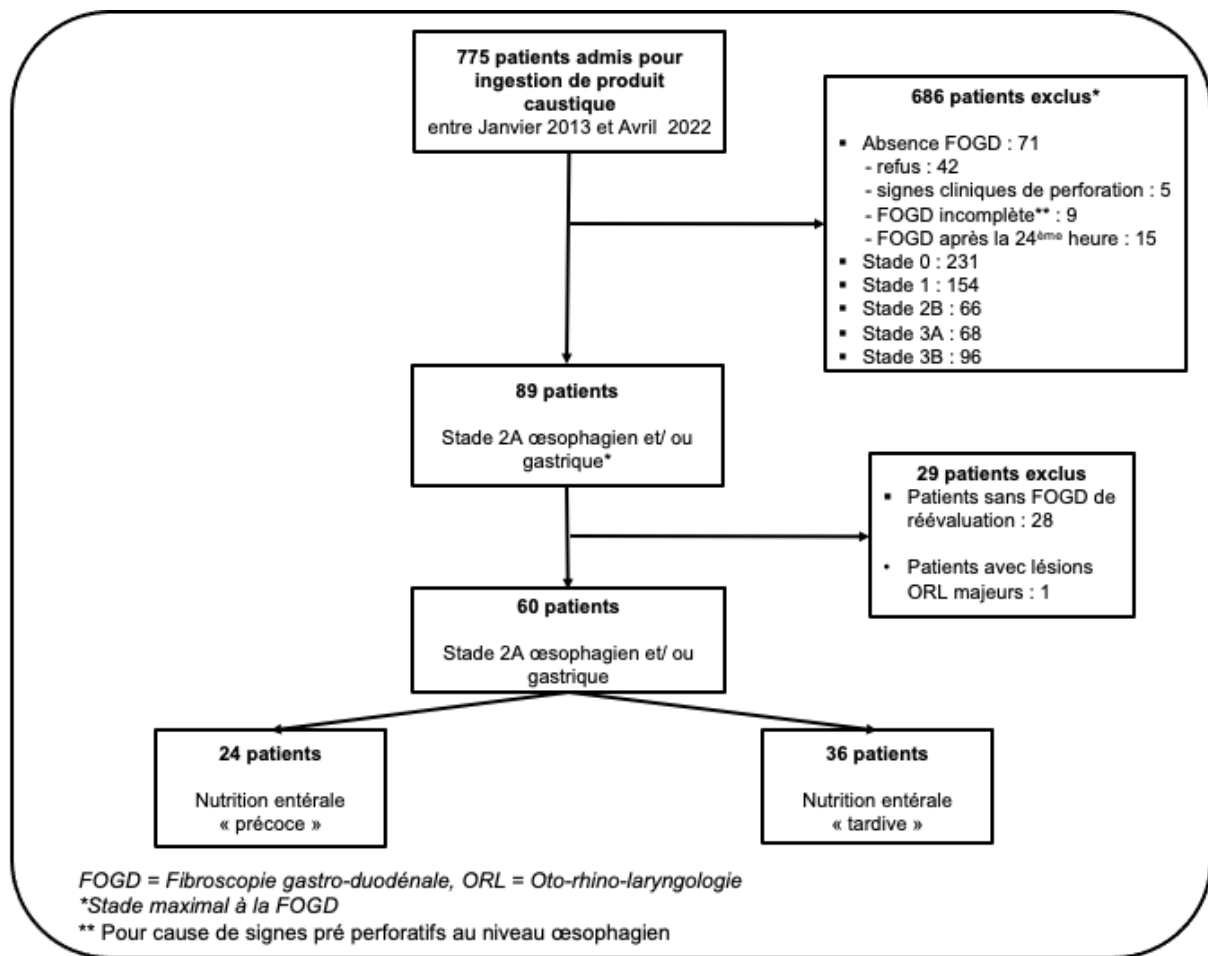 775 patients admis pour
ingestion de produit
caustique
entre Janvier 2013 et Avril 2022
686 patients exclus*
▪ Absence FOGD : 71
- refus : 42
- signes cliniques de perforation : 5
- FOGD incomplète** : 9
- FOGD après la 24ème heure : 15
▪ Stade 0 : 231
▪ Stade 1 : 154
▪ Stade 2B : 66
▪ Stade 3A : 68
▪ Stade 3B : 96
89 patients
Stade 2A œsophagien et/ ou
gastrique*
29 patients exclus
▪ Patients sans FOGD de
réévaluation : 28
• Patients avec lésions
ORL majeurs : 1
60 patients
Stade 2A œsophagien et/ ou
gastrique
24 patients
Nutrition entérale
« précoce »
36 patients
Nutrition entérale
« tardive »
FOGD = Fibroscopie gastro-duodénale, ORL = Oto-rhino-laryngologie
*Stade maximal à la FOGD
** Pour cause de signes pré perforatifs au niveau œsophagien